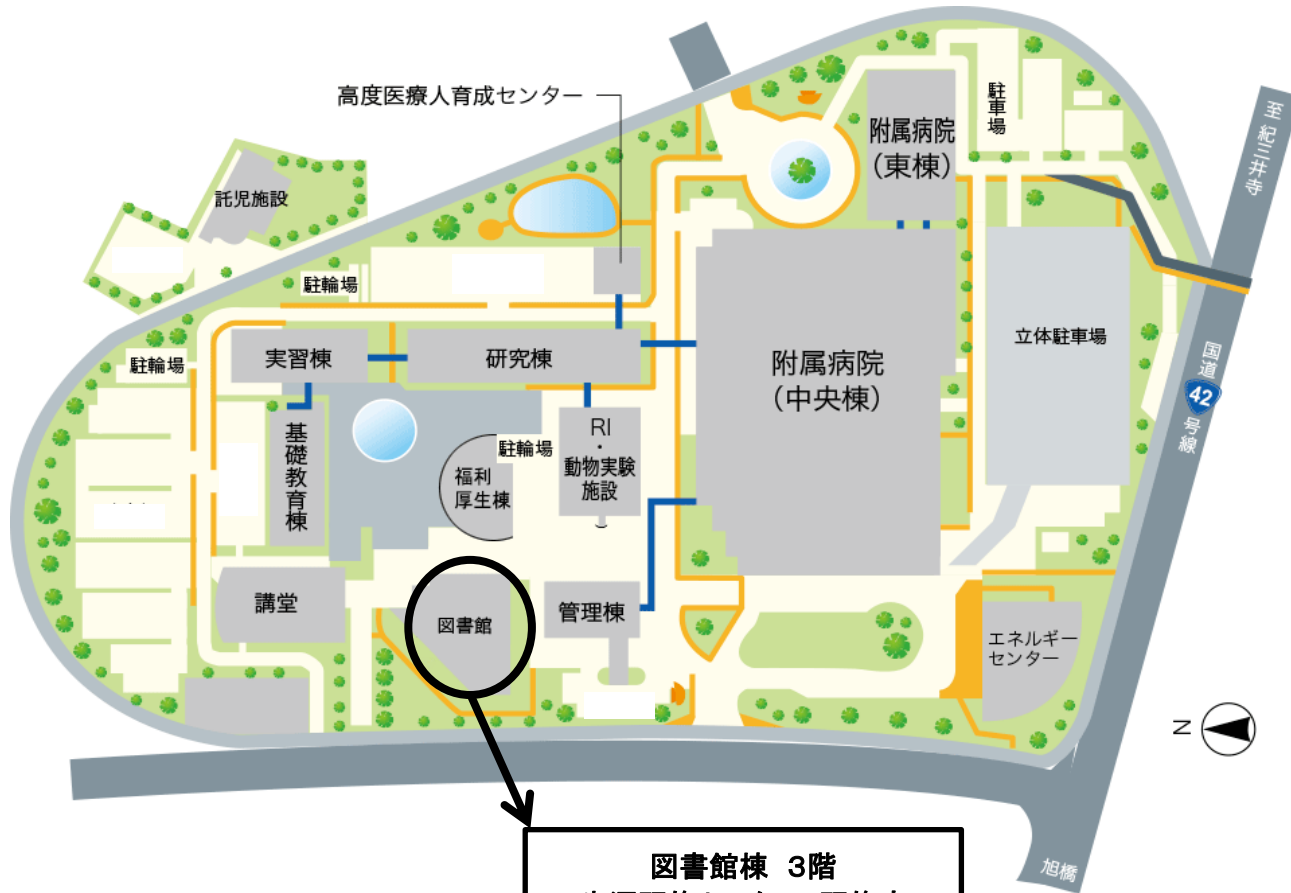 高度医療人育成センター
附属病院
(東棟)
駐車場
至 紀三井寺
託児施設
駐輪場
駐輪場
実習棟
研究棟
附属病院
(中央棟)
立体駐車場
国道
42
号線
基礎教育棟
福利
厚生棟
駐輪場
RI
・
動物実験
施設
講堂
図書館
管理棟
エネルギー
センター
N
図書館棟 3階
旭橋